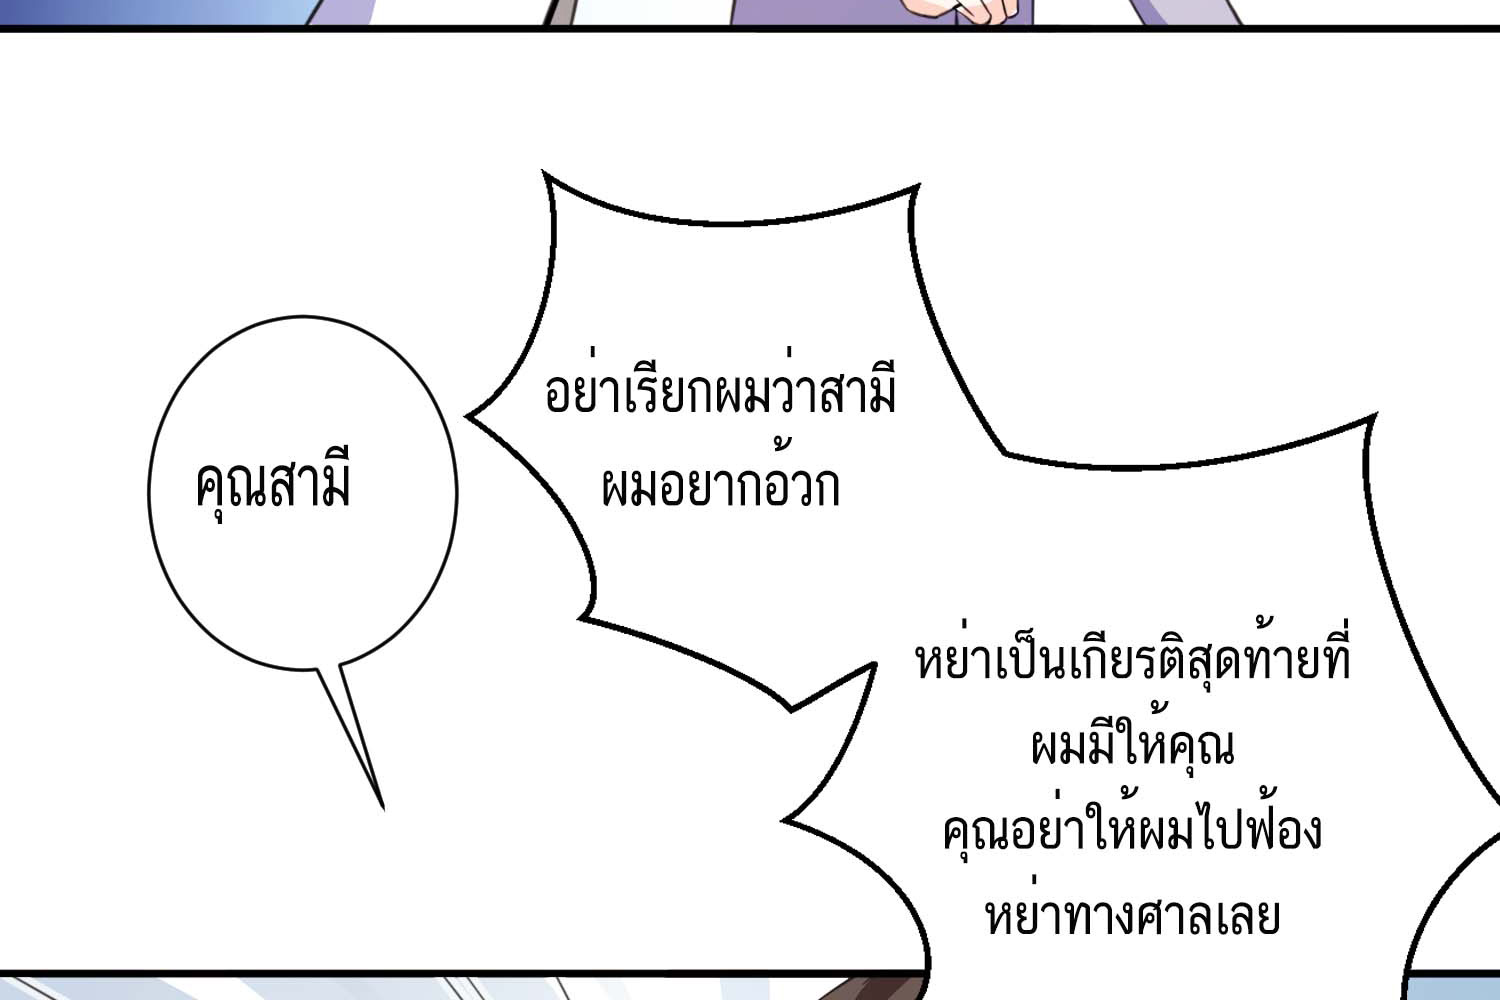 คุณสามี
อย่าเรียกผมว่าสามี
ผมอยากอ้วก
หย่าเป็นเกียรติสุดท้ายที่
ผมมีให้คุณ
คุณอย่าให้ผมไปฟ้อง
หย่าทางศาลเลย